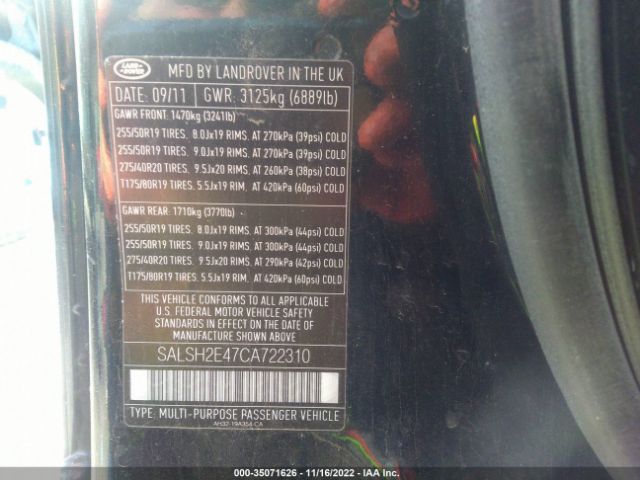 LAND ROVER
MFD BY LANDROVER IN THE UK
DATE: 09/11 GWR: 3125kg (6889lb)
GAWR FRONT: 1470kg (3241lb)
255/50R19 TIRES. 8.0Jx19 RIMS. AT 270kPa (39psi) COLD
255/50R19 TIRES. 9.0Jx19 RIMS. AT 270kPa (39psi) COLD
275/40R20 TIRES. 9.5Jx20 RIMS. AT 260kPa (38psi) COLD
T175/80R19 TIRES. 5.5Jx19 RIM. AT 420kPa (60psi) COLD
GAWR REAR: 1710kg (3770lb)
255/50R19 TIRES. 8.0Jx19 RIMS. AT 300kPa (44psi) COLD
255/50R19 TIRES. 9.0Jx19 RIMS. AT 300kPa (44psi) COLD
275/40R20 TIRES. 9.5Jx20 RIMS. AT 290kPa (42psi) COLD
T175/80R19 TIRES. 5.5Jx19 RIM. AT 420kPa (60psi) COLD
THIS VEHICLE CONFORMS TO ALL APPLICABLE
U.S. FEDERAL MOTOR VEHICLE SAFETY
STANDARDS IN EFFECT ON THE DATE OF
MANUFACTURE SHOWN ABOVE
SALSH2E47CA722310
TYPE: MULTI-PURPOSE PASSENGER VEHICLE
AH32-19A354-CA
000-35071626 - 11/16/2022 - IAA Inc.